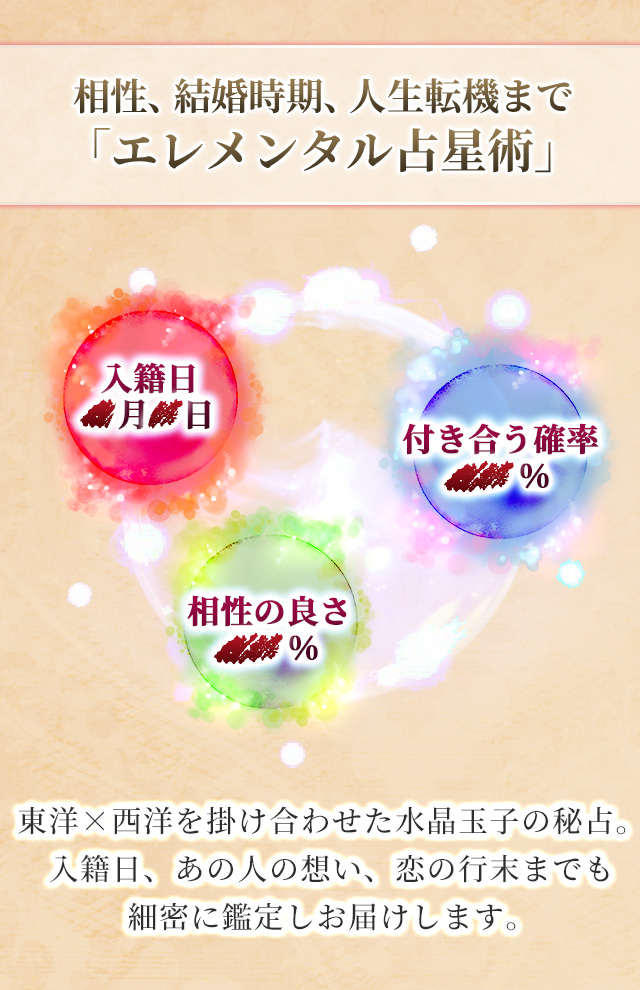 相性、結婚時期、人生転機まで
「エレメンタル占星術」
入籍日
月 日
付き合う確率
%
相性の良さ
%
東洋×西洋を掛け合わせた水晶玉子の秘占。
入籍日、あの人の想い、恋の行末までも
細密に鑑定しお届けします。